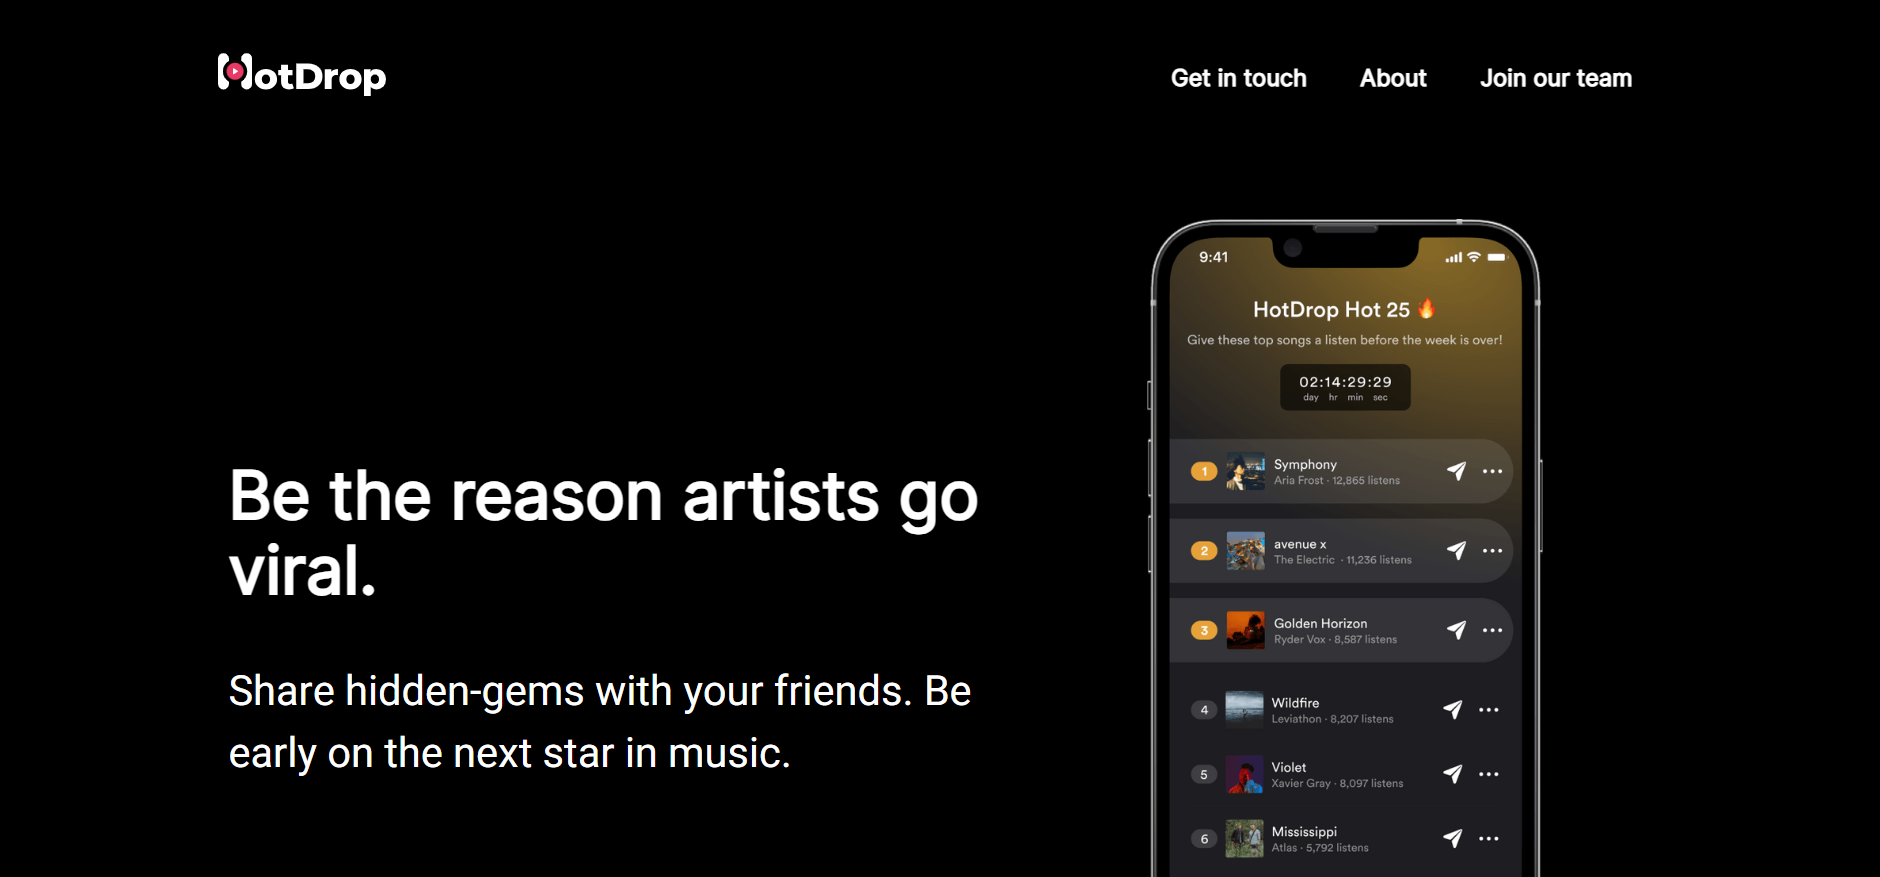 HotDrop
Get in touch
About
Join our team
Be the reason artists go
viral.
Share hidden-gems with your friends. Be
early on the next star in music.
9:41
HotDrop Hot 25 🔥
Give these top songs a listen before the week is over!
02:14:29:29
day hr min sec
1
Symphony
Aria Frost · 12,865 listens
2
avenue x
The Electric · 11,236 listens
3
Golden Horizon
Ryder Vox · 8,587 listens
4
Wildfire
Leviathon · 8,207 listens
5
Violet
Xavier Gray · 8,097 listens
6
Mississippi
Atlas · 5,792 listens